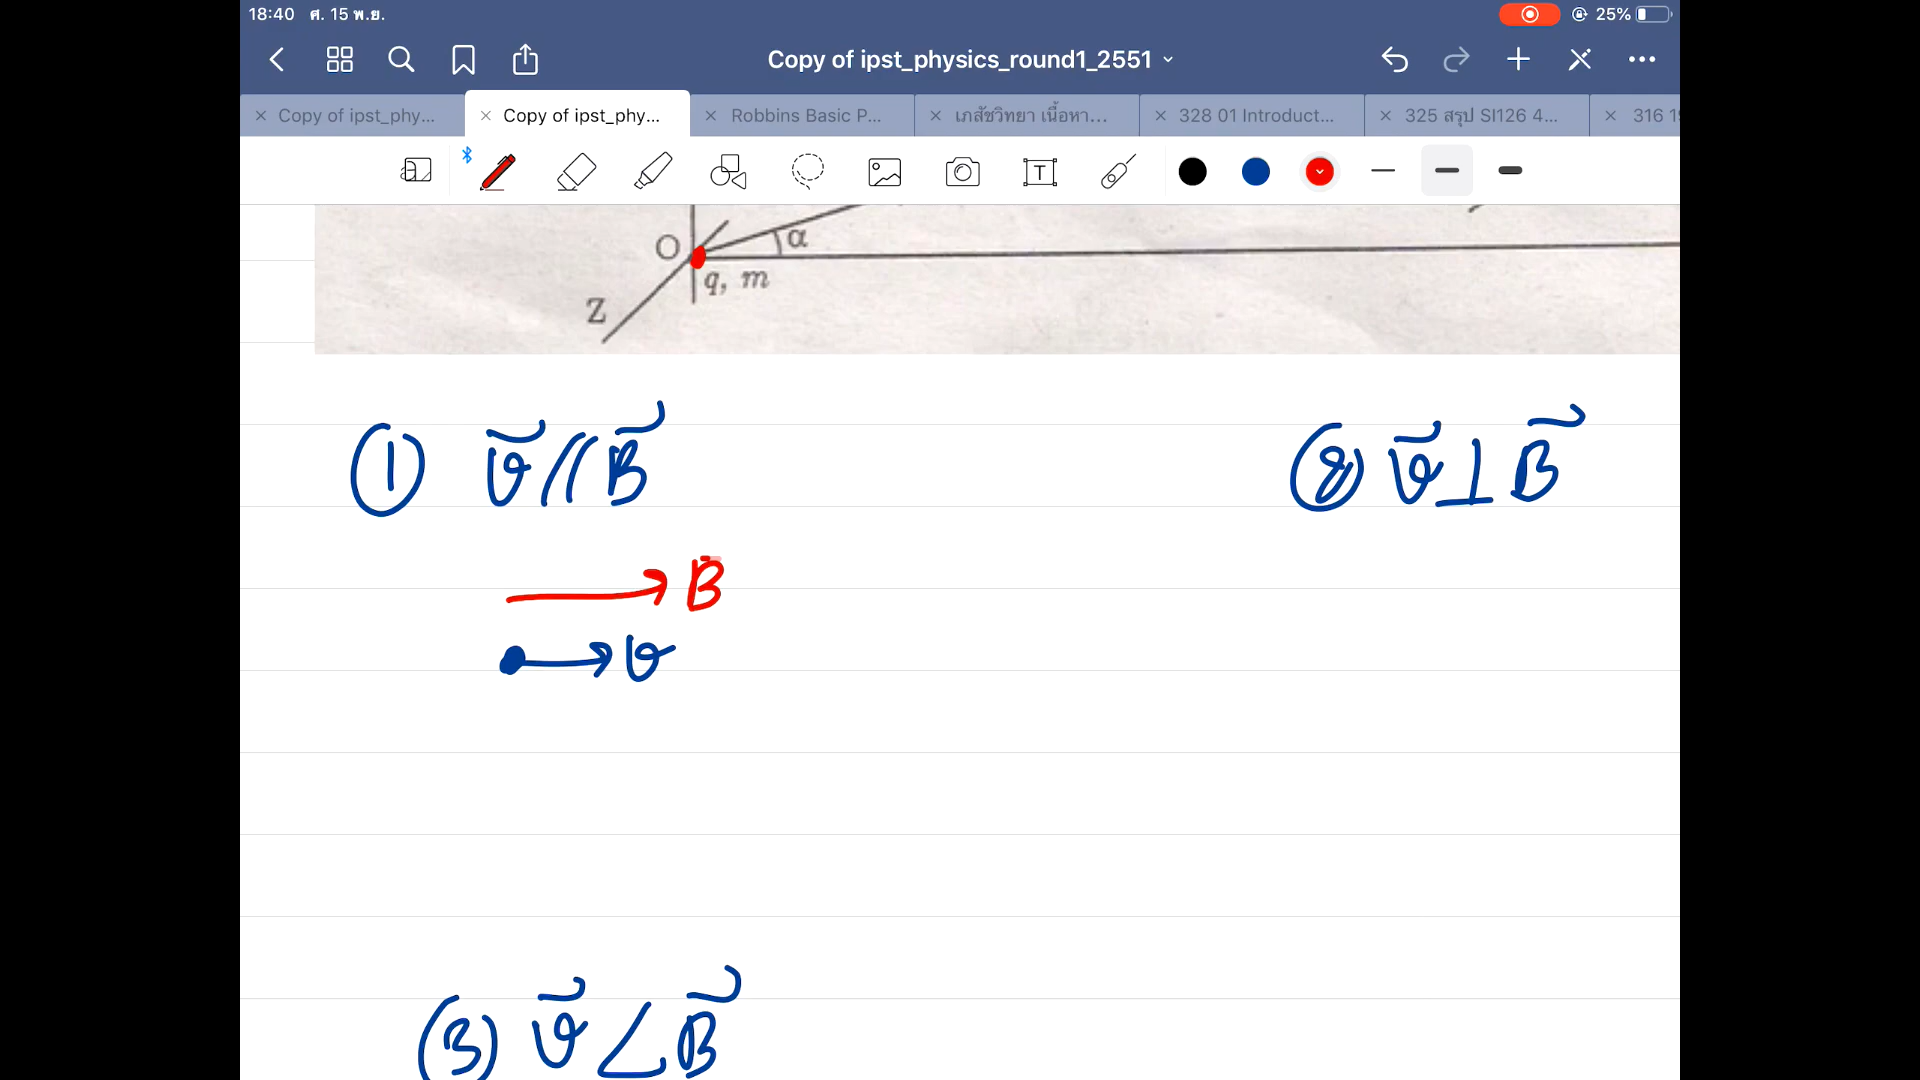 18:40 ศ. 15 พ.ย.
25%
Copy of ipst_physics_round1_2551
Copy of ipst_phy...
Copy of ipst_phy...
Robbins Basic P...
เภสัชวิทยา เนื้อหา...
328 01 Introduct...
325 สรุป SI126 4...
316 19
T
O
α
q, m
Z
① v⃗ // B⃗
② v⃗ ⊥ B⃗
B
v
③ v⃗ ∠ B⃗